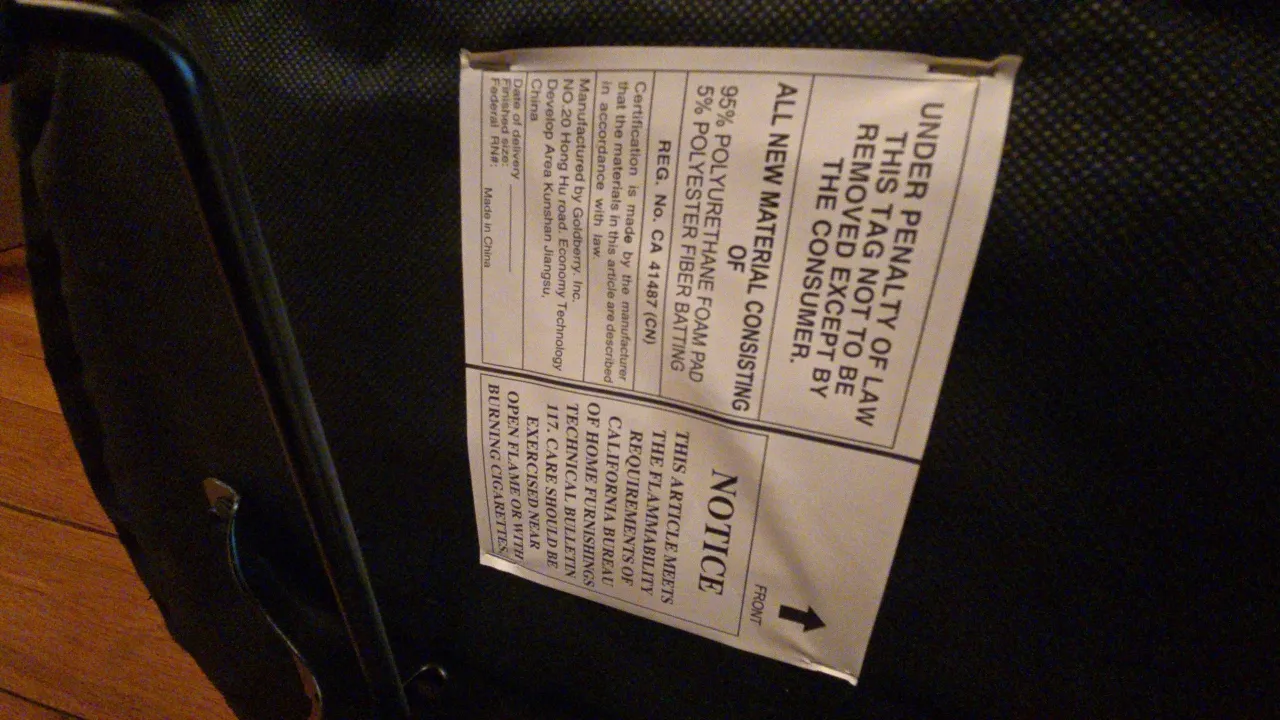 UNDER PENALTY OF LAW
THIS TAG NOT TO BE
REMOVED EXCEPT BY
THE CONSUMER.
ALL NEW MATERIAL CONSISTING
OF
95% POLYURETHANE FOAM PAD
5% POLYESTER FIBER BATTING
REG. No. CA 41487 (CN)
Certification is made by the manufacturer
that the materials in this article are described
in accordance with law.
Manufactured by Goldberry. Inc.
NO.20 Hong Hu road. Economy Technology
Develop Area Kunshan Jiangsu,
China
Date of delivery
Finished size:
Federal RN#: Made in China
FRONT
NOTICE
THIS ARTICLE MEETS
THE FLAMMABILITY
REQUIREMENTS OF
CALIFORNIA BUREAU
OF HOME FURNISHINGS
TECHNICAL BULLETIN
117. CARE SHOULD BE
EXERCISED NEAR
OPEN FLAME OR WITH
BURNING CIGARETTES.